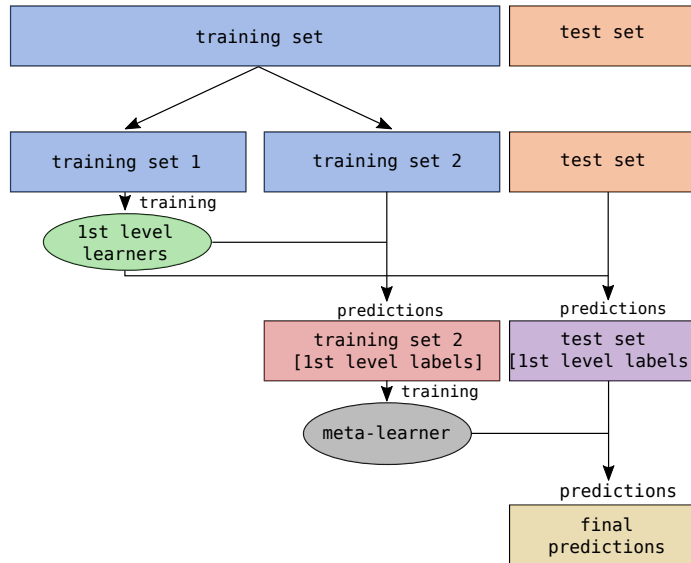 training set
test set
training set 1
training set 2
test set
training
1st level
learners
predictions
predictions
training set 2
[1st level labels]
test set
[1st level labels
training
meta-learner
predictions
final
predictions